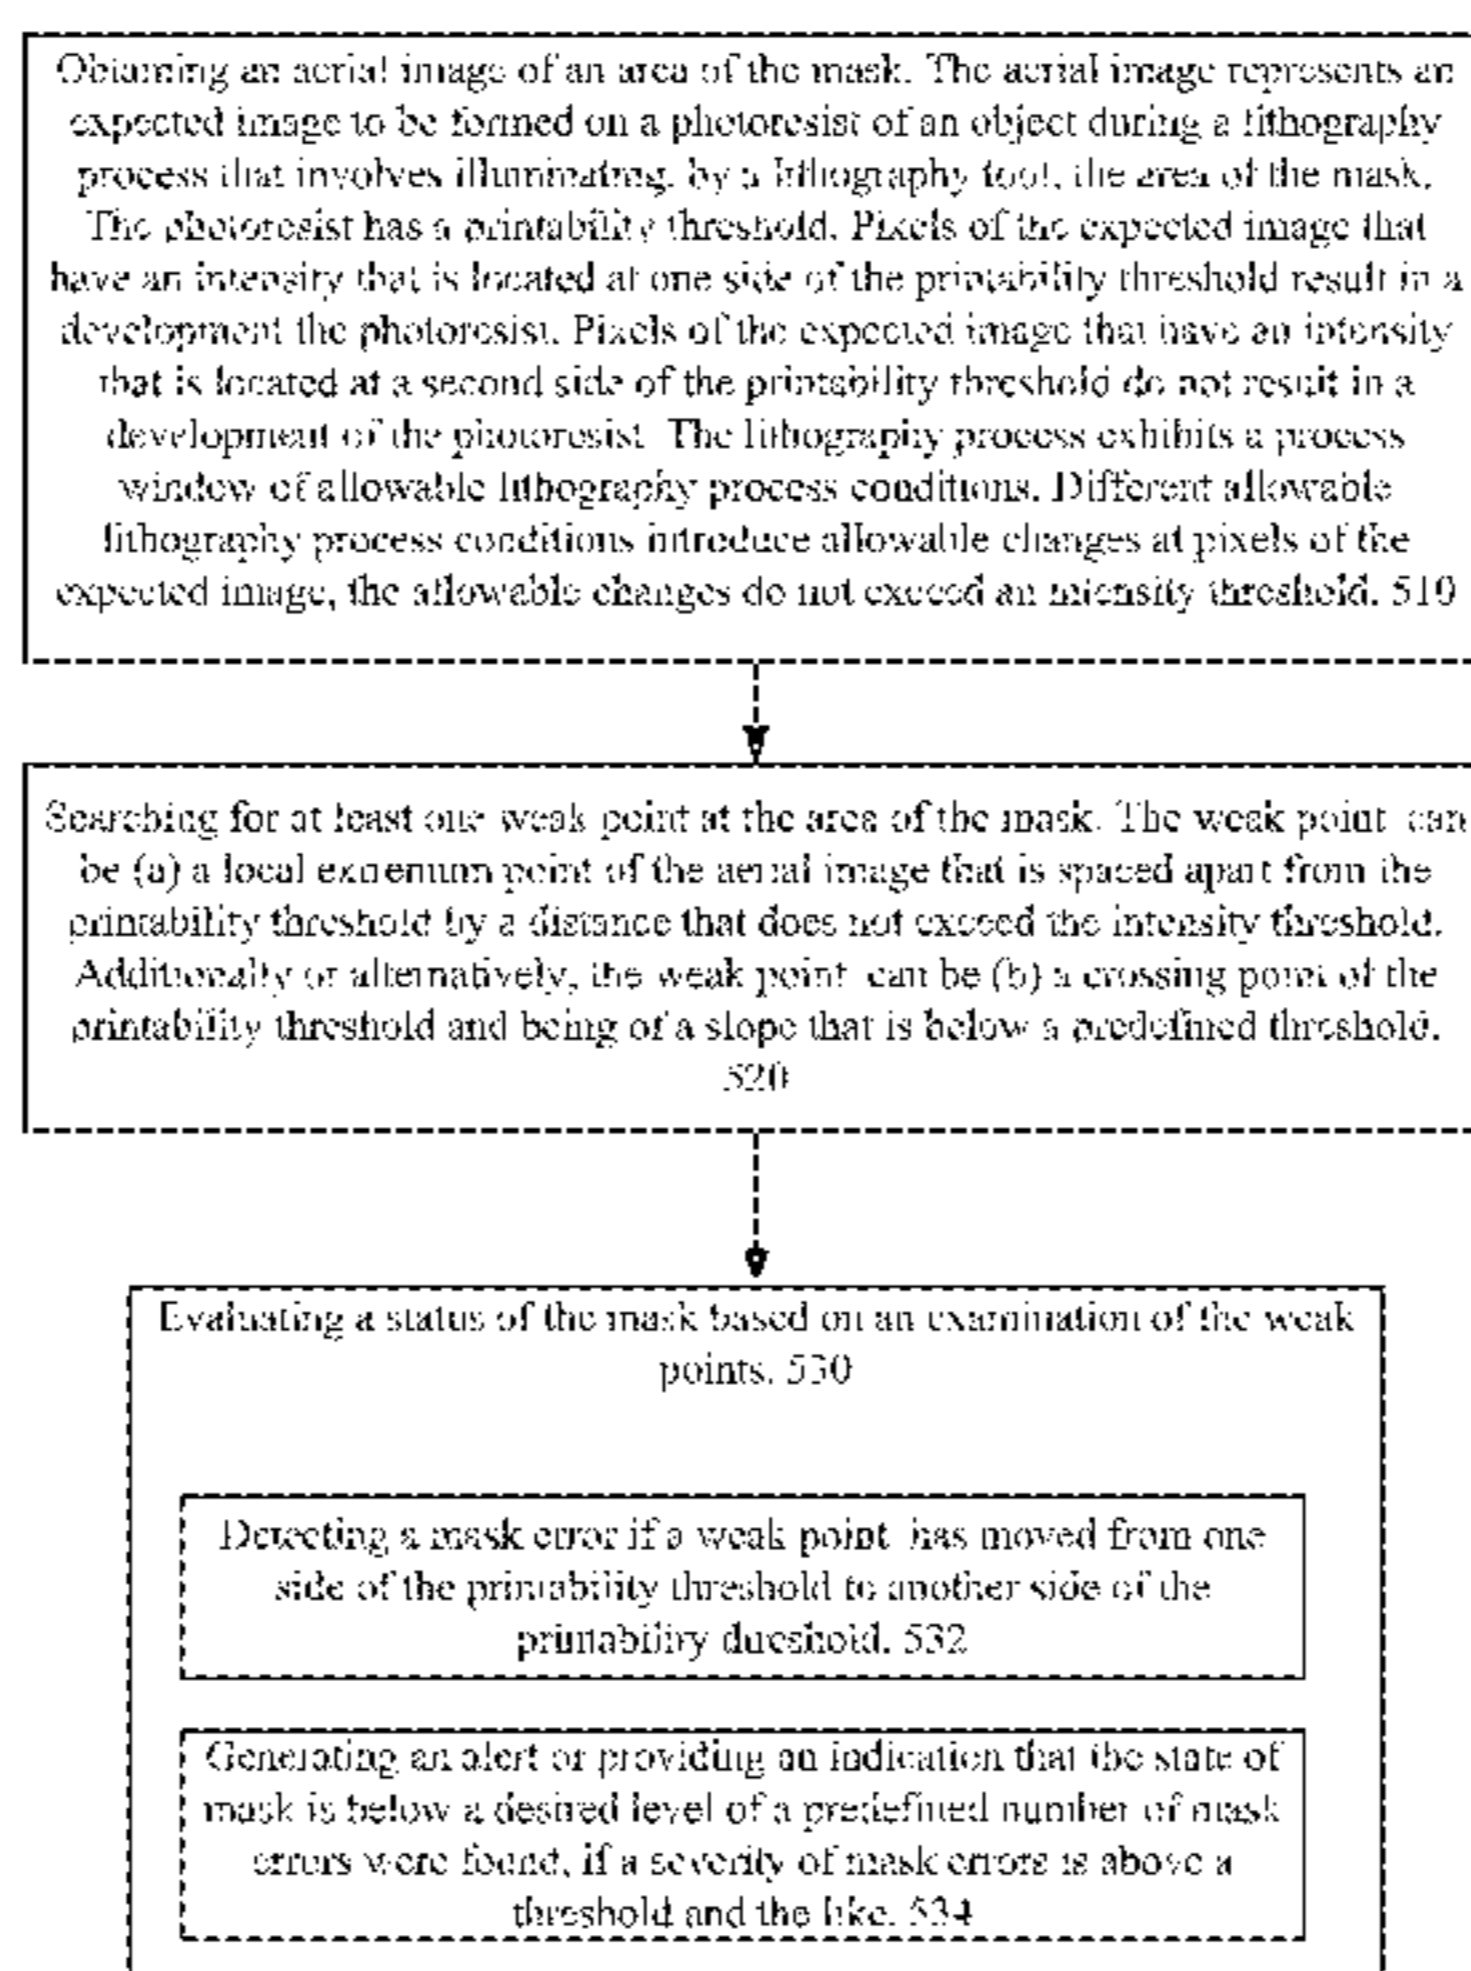 Obtaining an aerial image of an area of the mask. The aerial image represents an
expected image to be formed on a photoresist of an object during a lithography
process that involves illuminating, by a lithography tool, the area of the mask.
The photoresist has a printability threshold. Pixels of the expected image that
have an intensity that is located at one side of the printability threshold result in a
development the photoresist. Pixels of the expected image that have an intensity
that is located at a second side of the printability threshold do not result in a
development of the photoresist. The lithography process exhibits a process
window of allowable lithography process conditions. Different allowable
lithography process conditions introduce allowable changes at pixels of the
expected image, the allowable changes do not exceed an intensity threshold. 510
Searching for at least one weak point at the area of the mask. The weak point can
be (a) a local extremum point of the aerial image that is spaced apart from the
printability threshold by a distance that does not exceed the intensity threshold.
Additionally or alternatively, the weak point can be (b) a crossing point of the
printability threshold and being of a slope that is below a predefined threshold.
520
Evaluating a status of the mask based on an examination of the weak
points. 530
Detecting a mask error if a weak point has moved from one
side of the printability threshold to another side of the
printability threshold. 532
Generating an alert or providing an indication that the state of
mask is below a desired level of a predefined number of mask
errors were found, if a severity of mask errors is above a
threshold and the like. 534